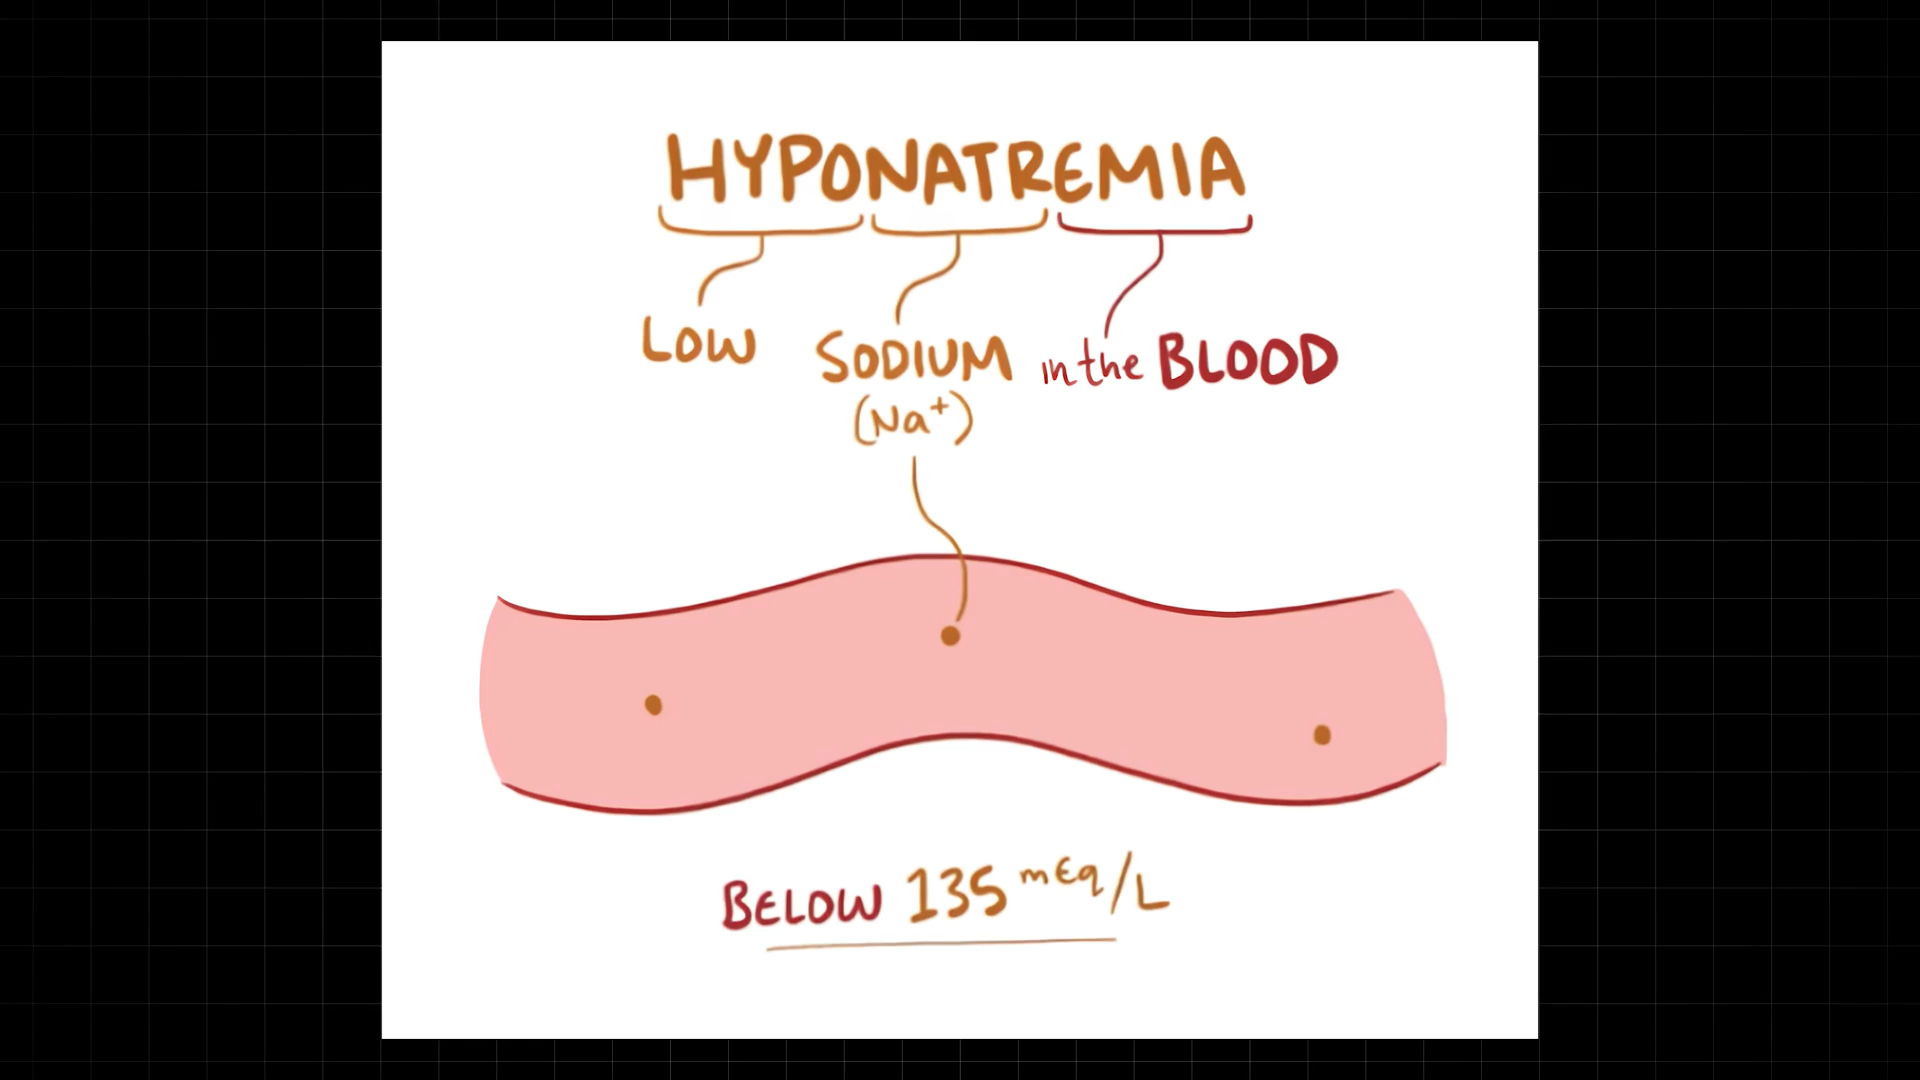 HYPONATREMIA
LOW SODIUM in the BLOOD
(Na⁺)
BELOW 135 mEq/L